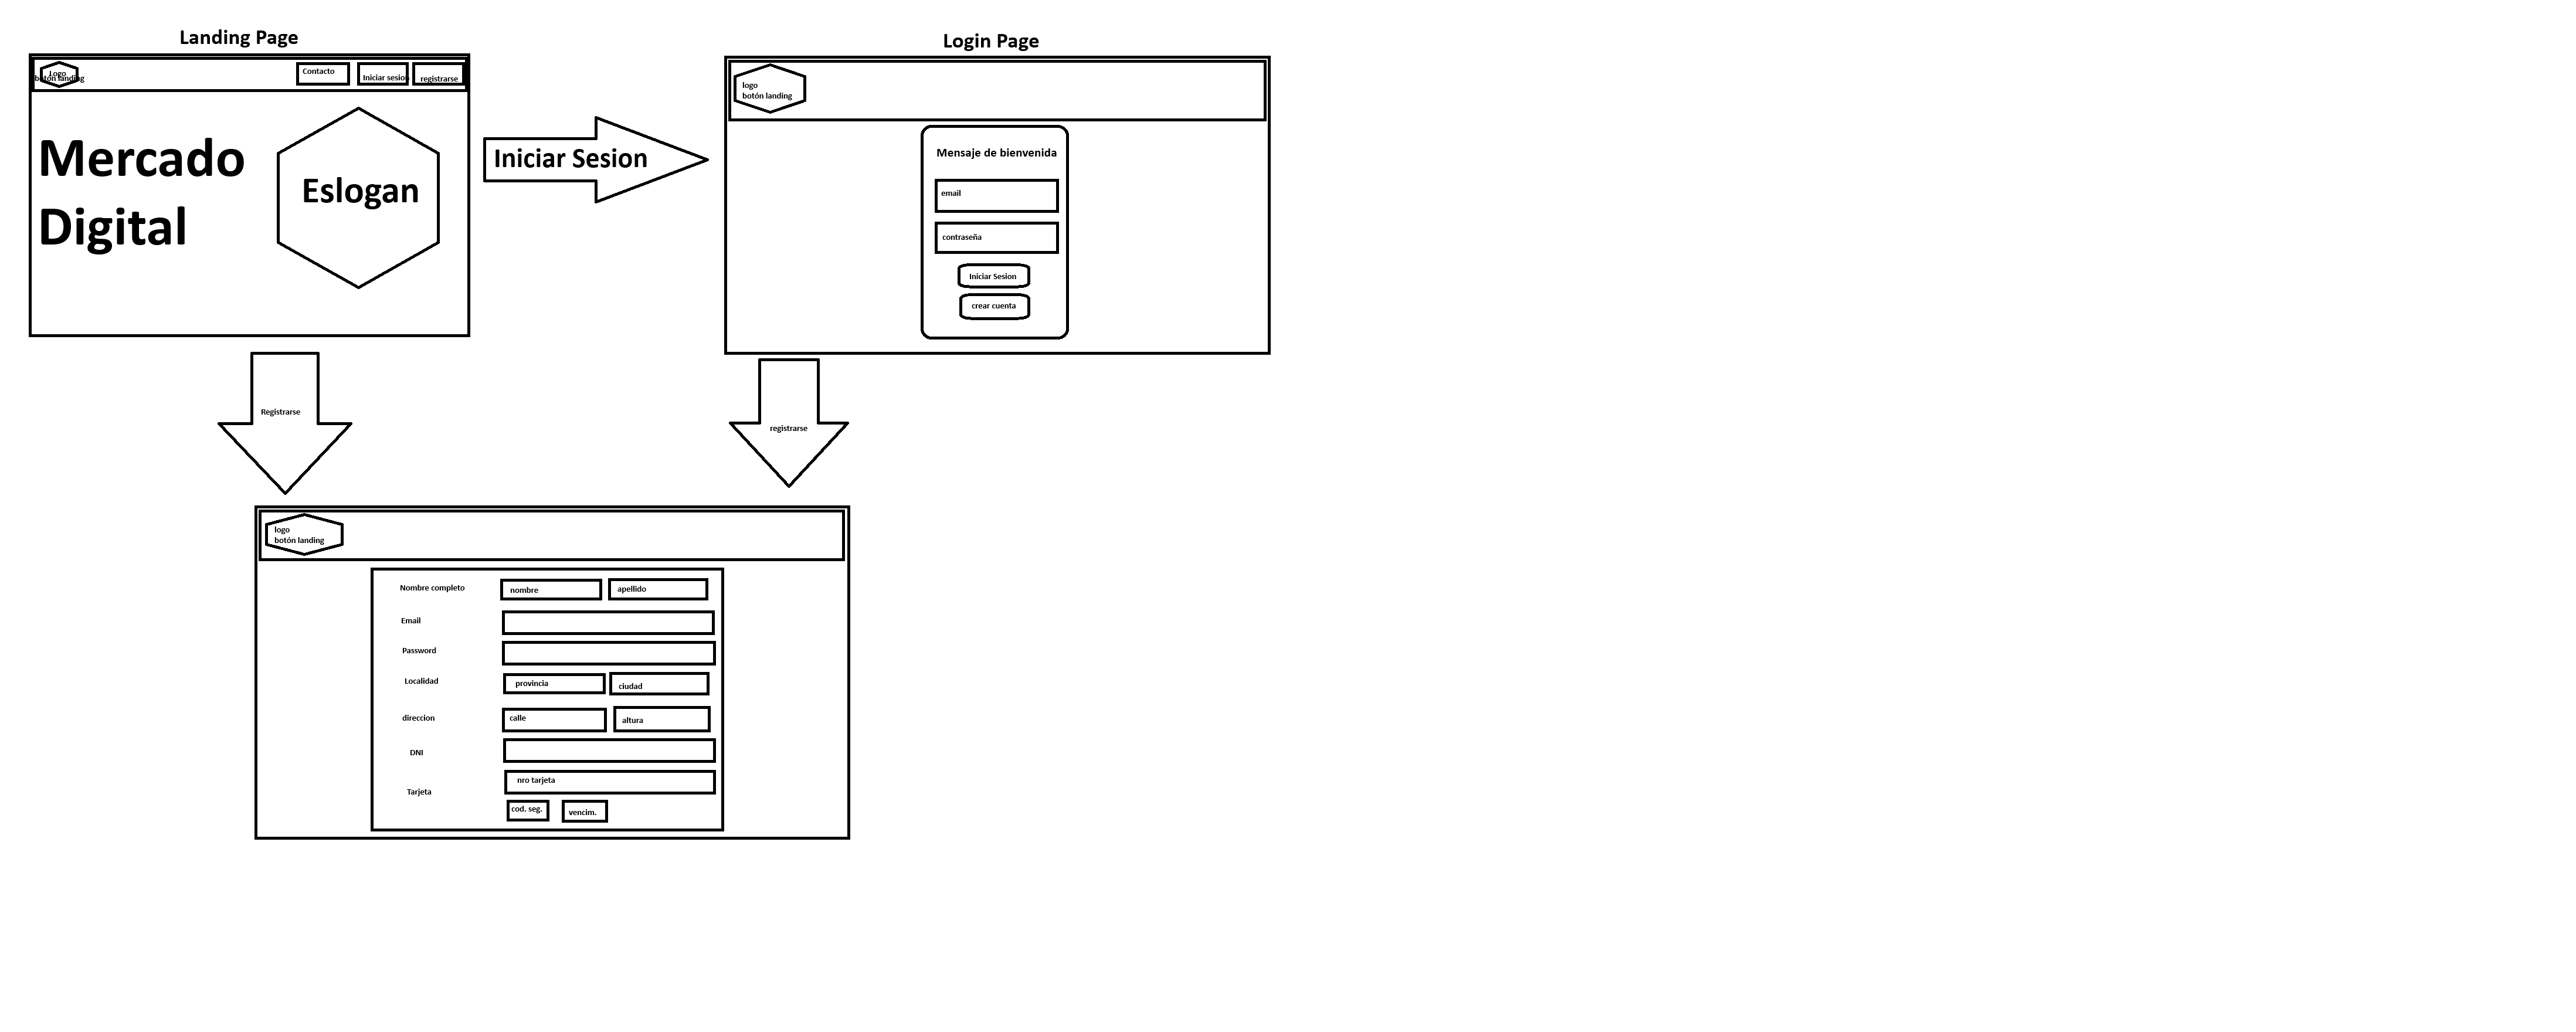 Landing Page
Logo
botón landing
Contacto
Iniciar sesion
registrarse
Mercado
Digital
Eslogan
Iniciar Sesion
Login Page
logo
botón landing
Mensaje de bienvenida
email
contraseña
Iniciar Sesion
crear cuenta
Registrarse
registrarse
logo
botón landing
Nombre completo
nombre
apellido
Email
Password
Localidad
provincia
ciudad
direccion
calle
altura
DNI
Tarjeta
nro tarjeta
cod. seg.
vencim.